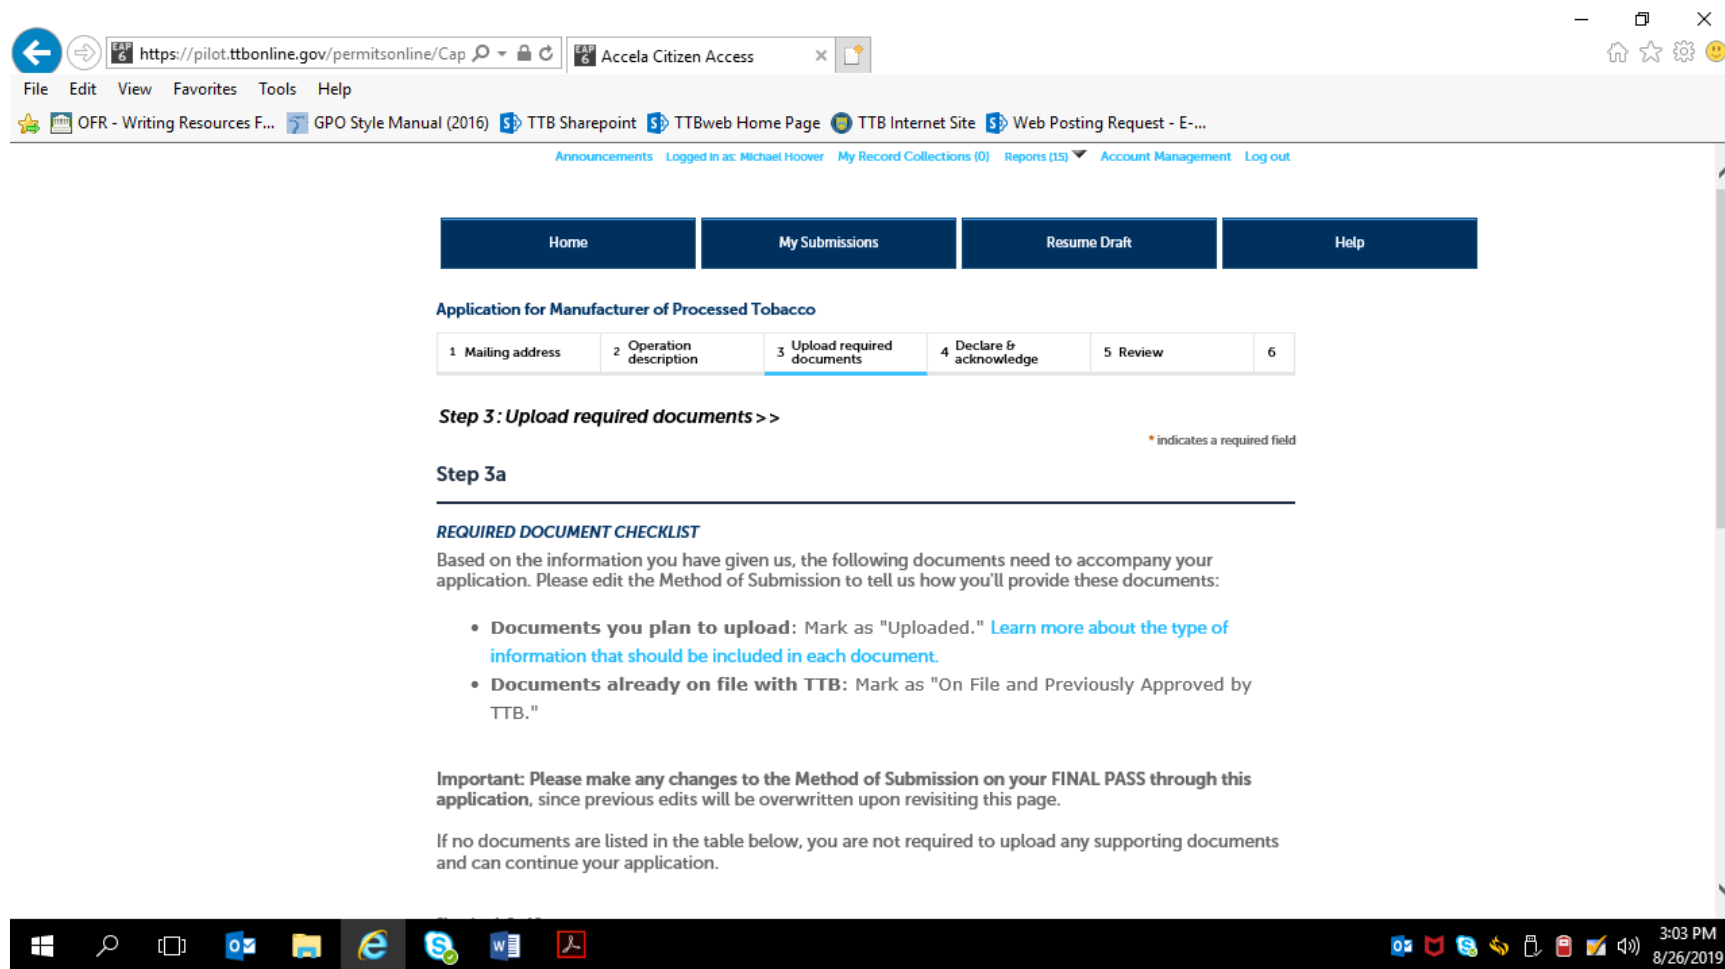 https://pilot.ttbonline.gov/permitsonline/Cap
EAP 6 Accela Citizen Access
File Edit View Favorites Tools Help
OFR - Writing Resources F... GPO Style Manual (2016) TTB Sharepoint TTBweb Home Page TTB Internet Site Web Posting Request - E-...
Announcements Logged in as: Michael Hoover My Record Collections (0) Reports (15) Account Management Log out
Home My Submissions Resume Draft Help
Application for Manufacturer of Processed Tobacco
1 Mailing address 2 Operation description 3 Upload required documents 4 Declare & acknowledge 5 Review 6
Step 3: Upload required documents>>
* indicates a required field
Step 3a
REQUIRED DOCUMENT CHECKLIST
Based on the information you have given us, the following documents need to accompany your
application. Please edit the Method of Submission to tell us how you'll provide these documents:
• Documents you plan to upload: Mark as "Uploaded." Learn more about the type of
information that should be included in each document.
• Documents already on file with TTB: Mark as "On File and Previously Approved by
TTB."
Important: Please make any changes to the Method of Submission on your FINAL PASS through this
application, since previous edits will be overwritten upon revisiting this page.
If no documents are listed in the table below, you are not required to upload any supporting documents
and can continue your application.
3:03 PM
8/26/2019